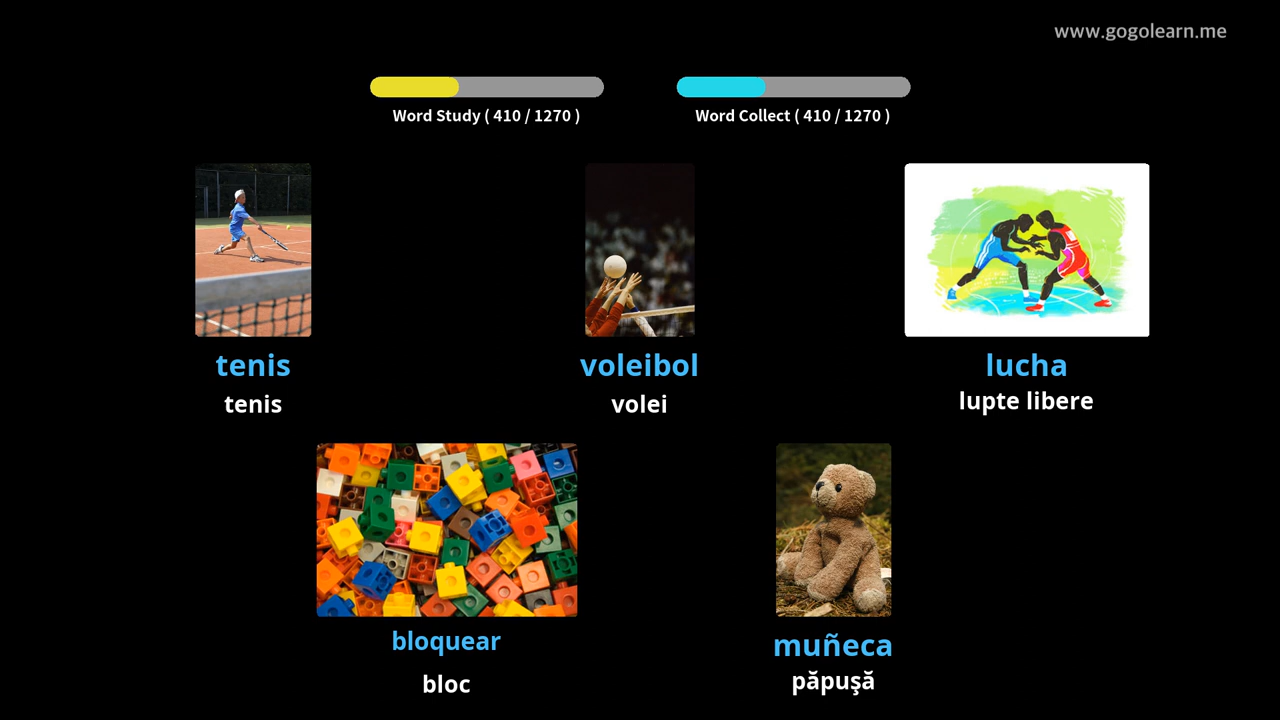 www.gogolearn.me
Word Study ( 410 / 1270 )
Word Collect ( 410 / 1270 )
tenis
tenis
voleibol
volei
lucha
lupte libere
bloquear
bloc
muñeca
păpuşă